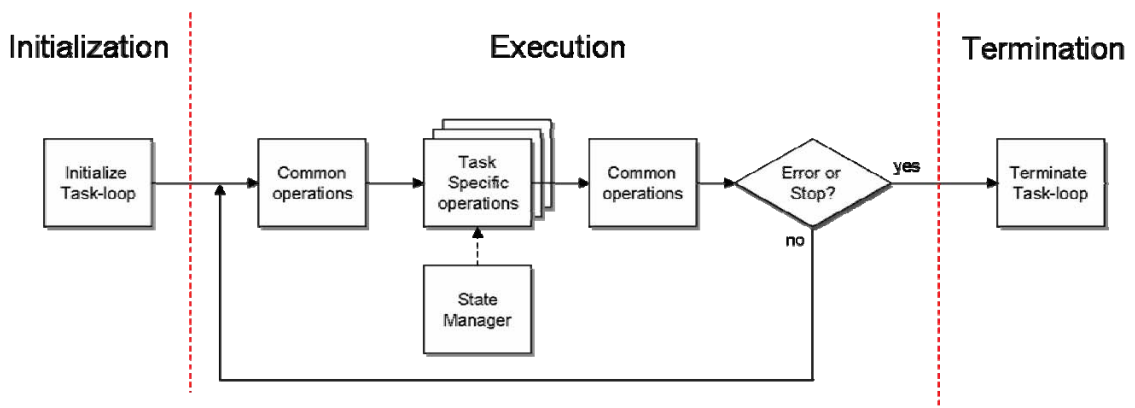 Initialization
Execution
Termination
Initialize
Task-loop
Common
operations
Task
Specific
operations
Common
operations
Error or
Stop?
yes
no
Terminate
Task-loop
State
Manager